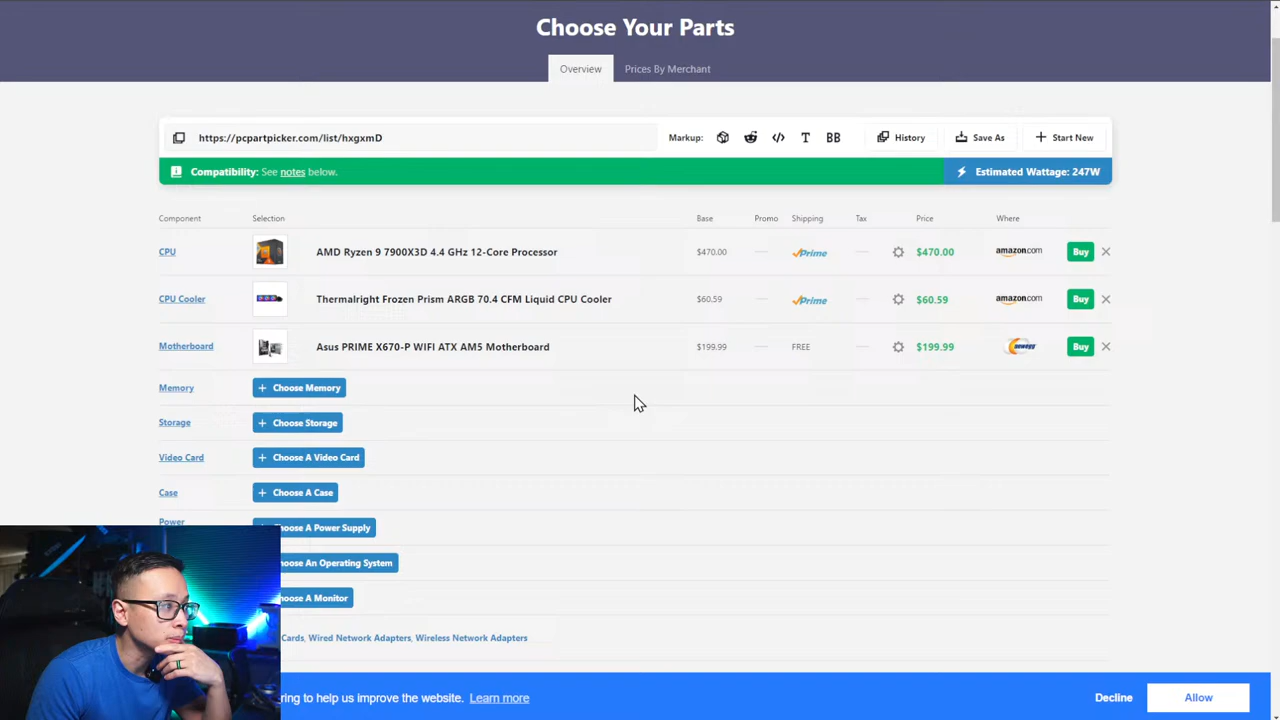 Choose Your Parts
Overview Prices By Merchant
https://pcpartpicker.com/list/hxgxmD Markup: T BB History Save As + Start New
Compatibility: See notes below. Estimated Wattage: 247W
Component Selection Base Promo Shipping Tax Price Where
CPU AMD Ryzen 9 7900X3D 4.4 GHz 12-Core Processor $470.00 Prime $470.00 amazon.com Buy
CPU Cooler Thermalright Frozen Prism ARGB 70.4 CFM Liquid CPU Cooler $60.59 Prime $60.59 amazon.com Buy
Motherboard Asus PRIME X670-P WIFI ATX AM5 Motherboard $199.99 FREE $199.99 newegg Buy
Memory + Choose Memory
Storage + Choose Storage
Video Card + Choose A Video Card
Case + Choose A Case
Power hoose A Power Supply
hoose An Operating System
hoose A Monitor
Cards, Wired Network Adapters, Wireless Network Adapters
ring to help us improve the website. Learn more Decline Allow